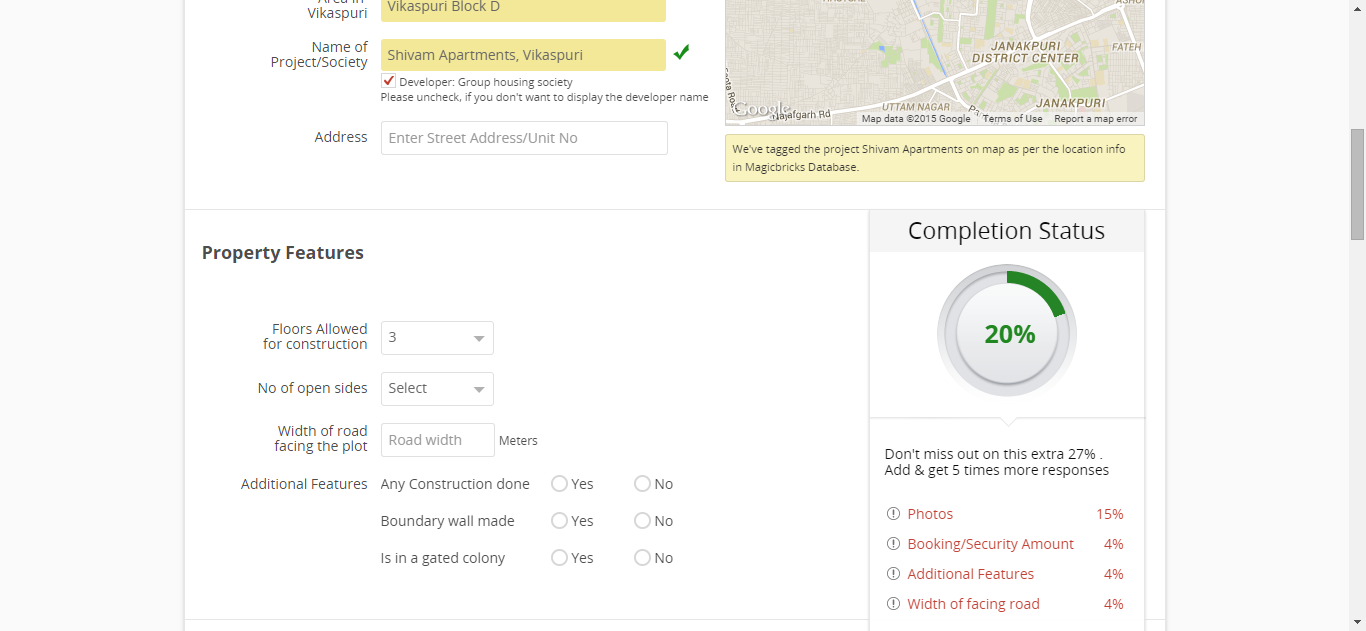 Vikaspuri
Vikaspuri Block D
Name of
Project/Society
Shivam Apartments, Vikaspuri
Developer: Group housing society
Please uncheck, if you don't want to display the developer name
Address
Enter Street Address/Unit No
JANAKPURI
DISTRICT CENTER
FATEH
JANAKPURI
UTTAM NAGAR
Najafgarh Rd
Google
Map data ©2015 Google
Terms of Use
Report a map error
We've tagged the project Shivam Apartments on map as per the location info
in Magicbricks Database.
Property Features
Floors Allowed
for construction
3
No of open sides
Select
Width of road
facing the plot
Road width
Meters
Additional Features
Any Construction done
Yes
No
Boundary wall made
Yes
No
Is in a gated colony
Yes
No
Completion Status
20%
Don't miss out on this extra 27% .
Add & get 5 times more responses
Photos 15%
Booking/Security Amount 4%
Additional Features 4%
Width of facing road 4%